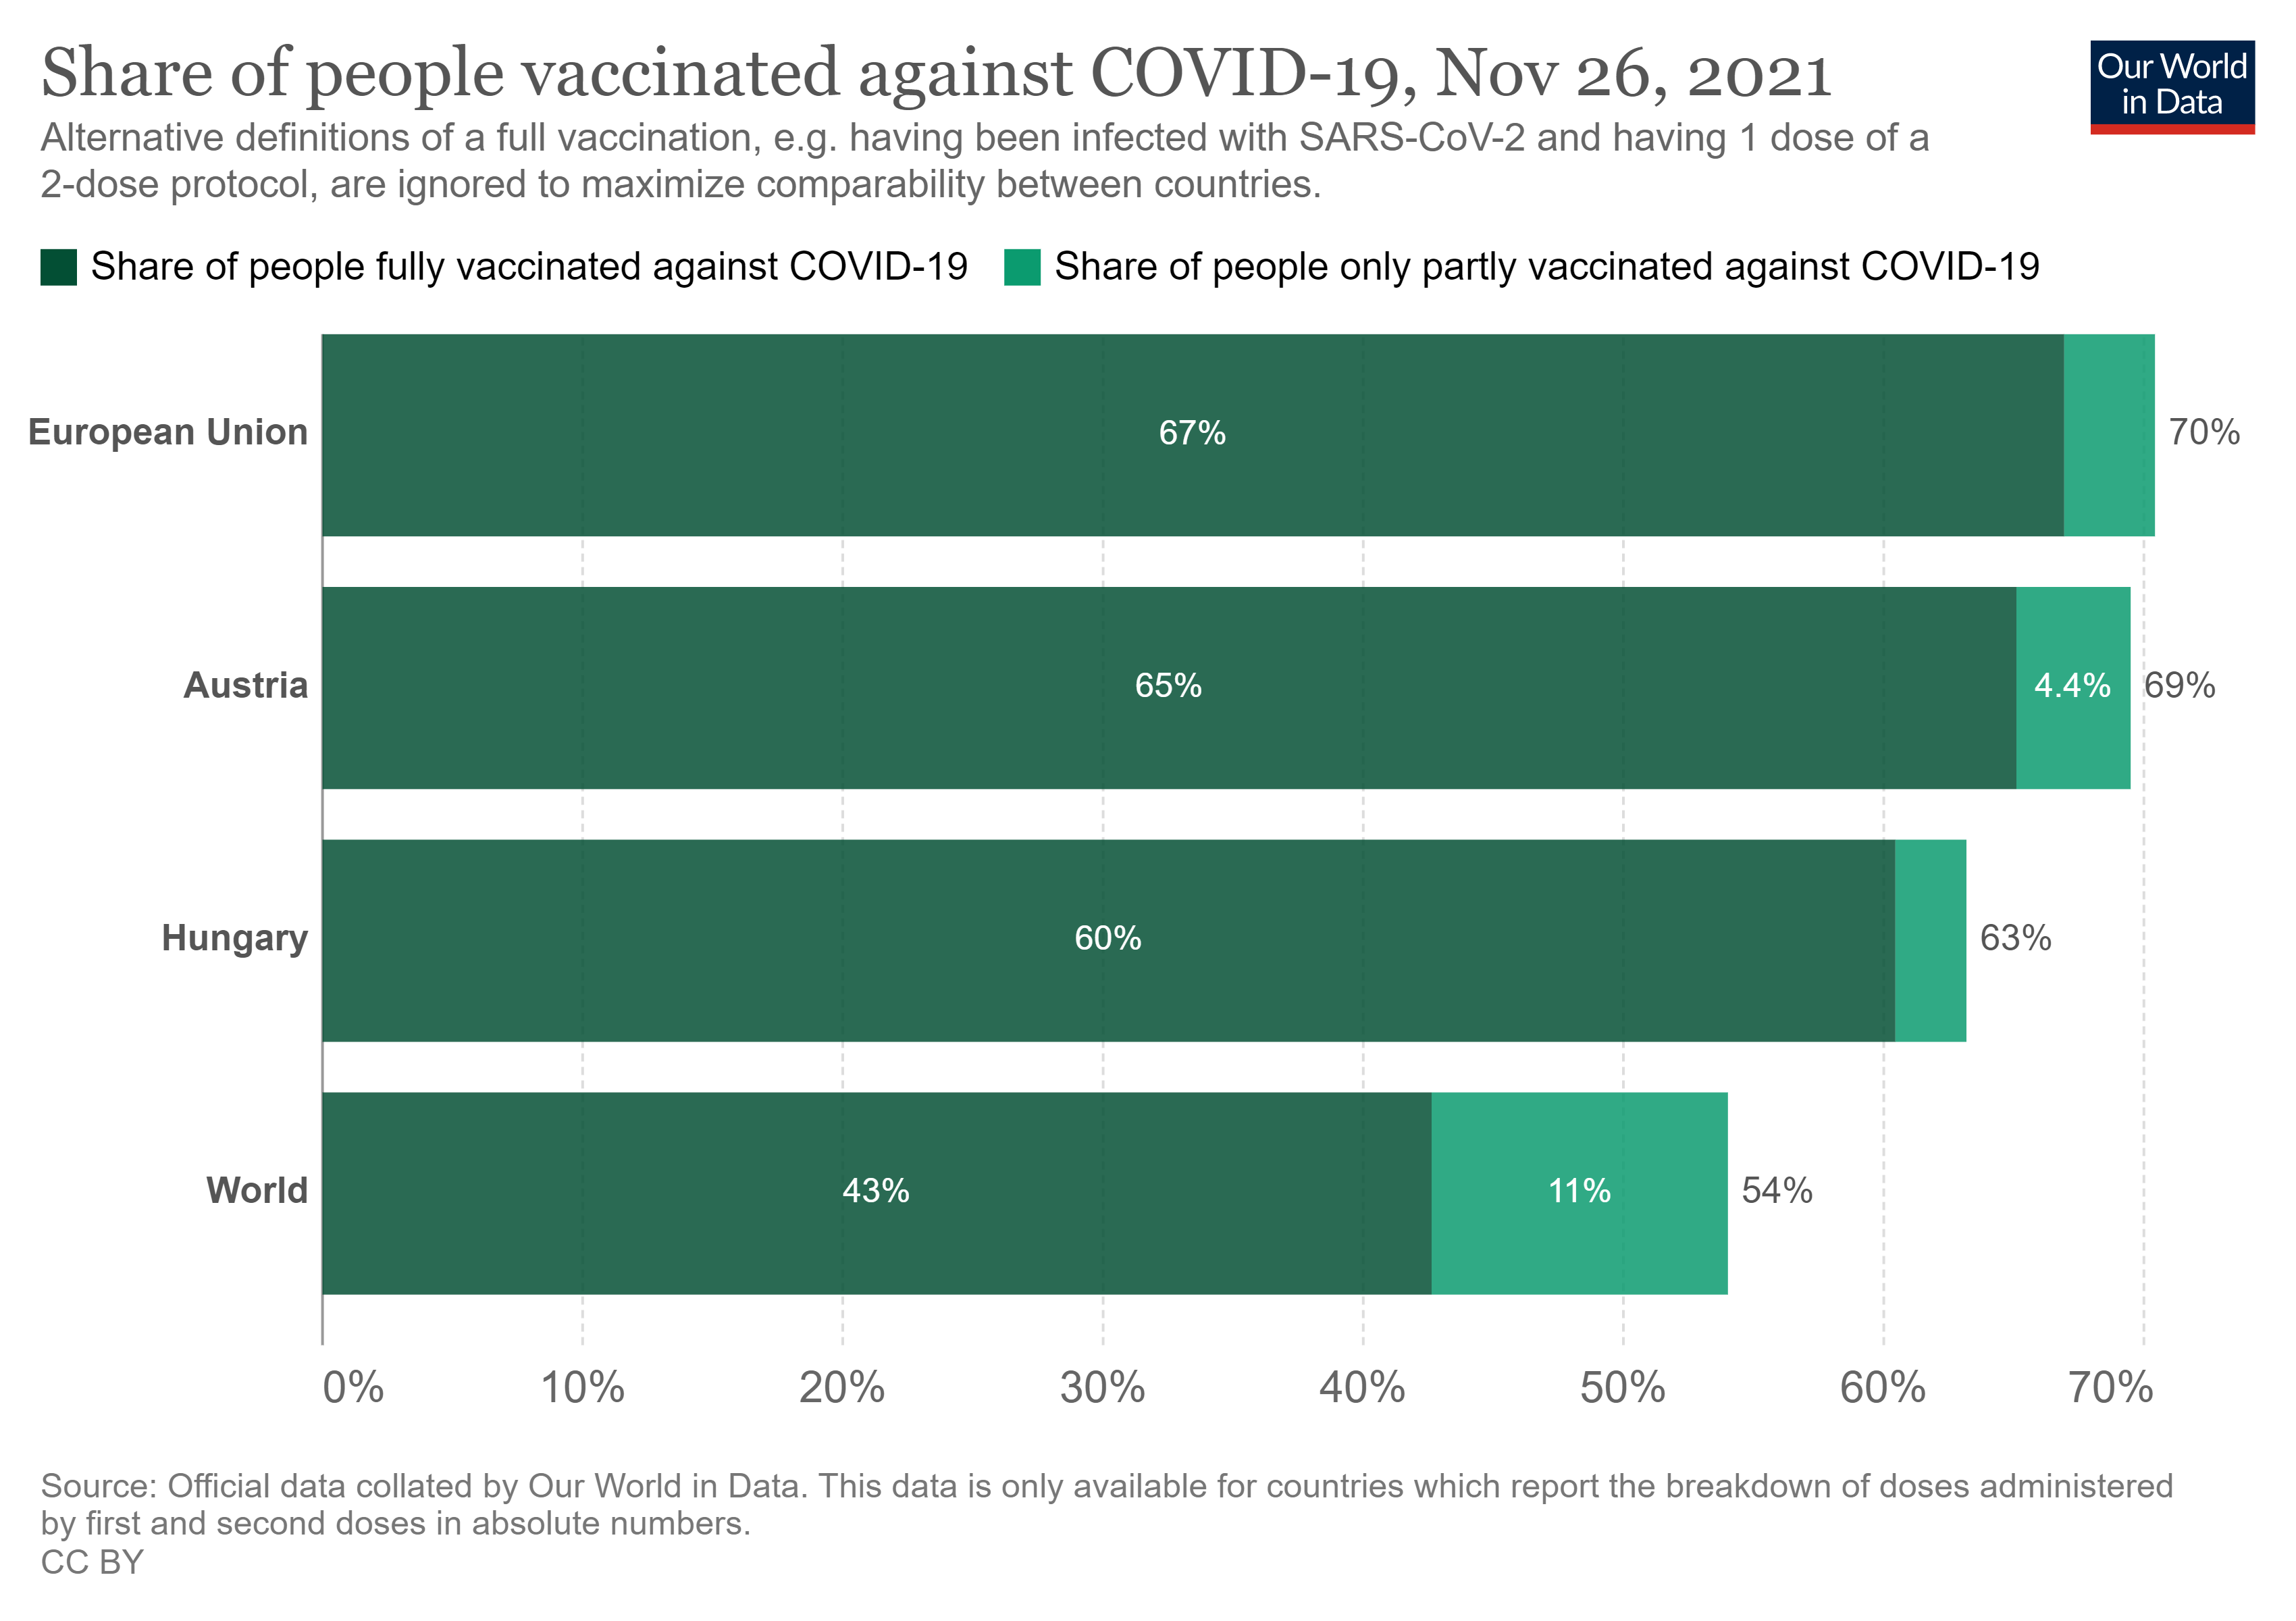 Share of people vaccinated against COVID-19, Nov 26, 2021
Our World
in Data
Alternative definitions of a full vaccination, e.g. having been infected with SARS-CoV-2 and having 1 dose of a
2-dose protocol, are ignored to maximize comparability between countries.
Share of people fully vaccinated against COVID-19 Share of people only partly vaccinated against COVID-19
European Union 67% 70%
Austria 65% 4.4% 69%
Hungary 60% 63%
World 43% 11% 54%
0% 10% 20% 30% 40% 50% 60% 70%
Source: Official data collated by Our World in Data. This data is only available for countries which report the breakdown of doses administered
by first and second doses in absolute numbers.
CC BY